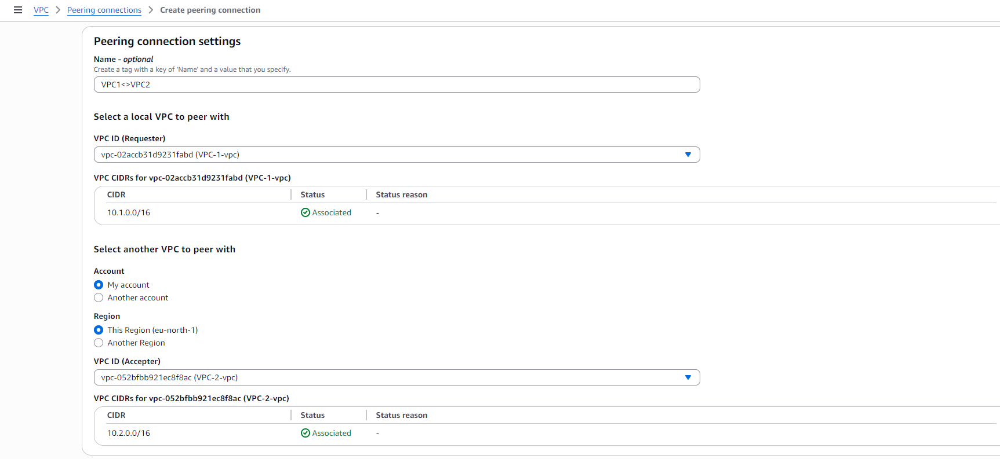 VPC > Peering connections > Create peering connection
Peering connection settings
Name - optional
Create a tag with a key of 'Name' and a value that you specify.
VPC1<>VPC2
Select a local VPC to peer with
VPC ID (Requester)
vpc-02accb31d9231fabd (VPC-1-vpc)
VPC CIDRs for vpc-02accb31d9231fabd (VPC-1-vpc)
CIDR Status Status reason
10.1.0.0/16 Associated -
Select another VPC to peer with
Account
My account
Another account
Region
This Region (eu-north-1)
Another Region
VPC ID (Accepter)
vpc-052bfbb921ec8f8ac (VPC-2-vpc)
VPC CIDRs for vpc-052bfbb921ec8f8ac (VPC-2-vpc)
CIDR Status Status reason
10.2.0.0/16 Associated -